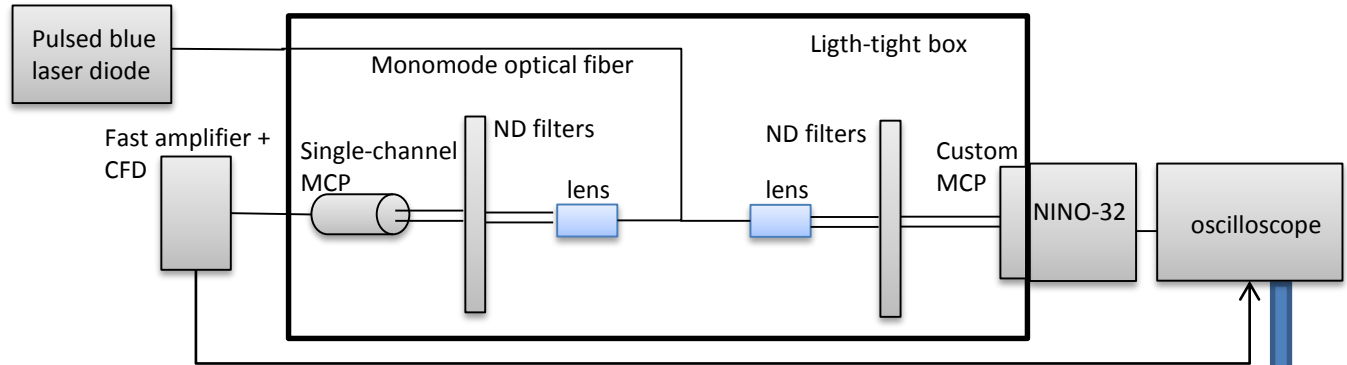 Pulsed blue
laser diode
Ligth-tight box
Monomode optical fiber
Fast amplifier +
CFD
Single-channel
MCP
ND filters
lens
lens
ND filters
Custom
MCP
NINO-32
oscilloscope